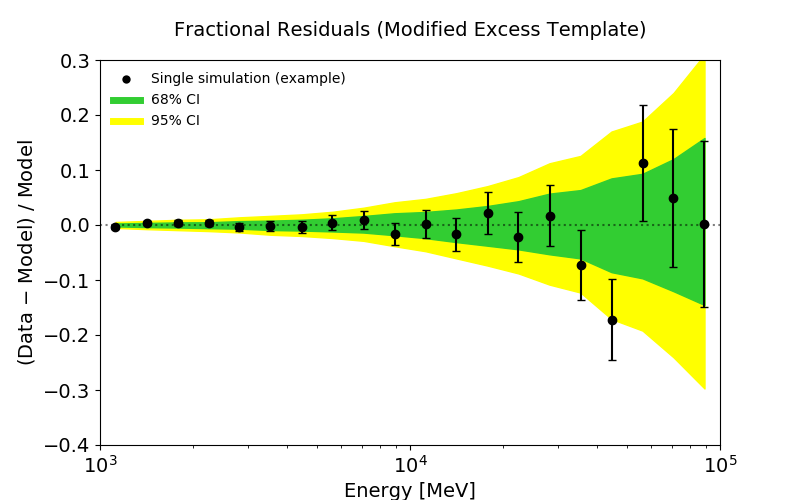 Fractional Residuals (Modified Excess Template)
(Data − Model) / Model
0.3
0.2
0.1
0.0
−0.1
−0.2
−0.3
−0.4
Single simulation (example)
68% CI
95% CI
10³ 10⁴ 10⁵
Energy [MeV]